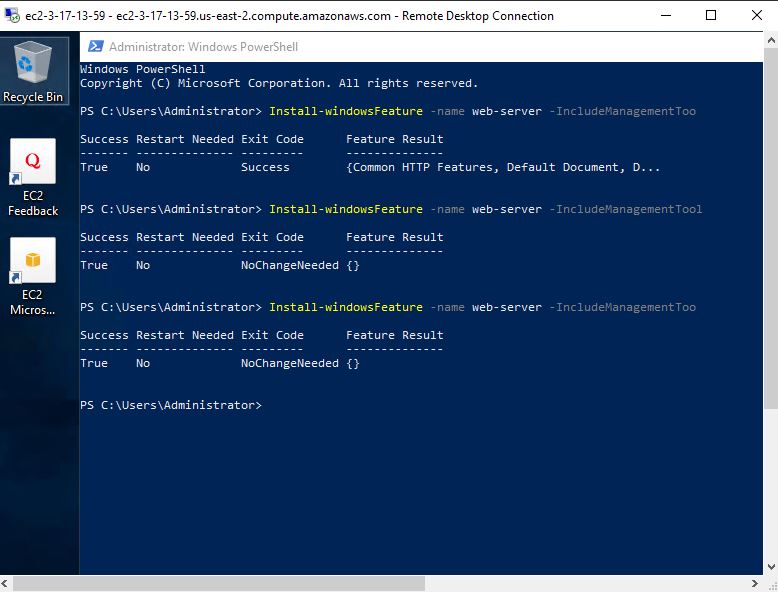 ec2-3-17-13-59 - ec2-3-17-13-59.us-east-2.compute.amazonaws.com - Remote Desktop Connection
Administrator: Windows PowerShell
Recycle Bin
Q
EC2
Feedback
EC2
Micros...
Windows PowerShell
Copyright (C) Microsoft Corporation. All rights reserved.
PS C:\Users\Administrator> Install-windowsFeature -name web-server -IncludeManagementToo
Success Restart Needed Exit Code      Feature Result
------- -------------- ---------      --------------
True    No             Success        {Common HTTP Features, Default Document, D...
PS C:\Users\Administrator> Install-windowsFeature -name web-server -IncludeManagementTool
Success Restart Needed Exit Code      Feature Result
------- -------------- ---------      --------------
True    No             NoChangeNeeded {}
PS C:\Users\Administrator> Install-windowsFeature -name web-server -IncludeManagementToo
Success Restart Needed Exit Code      Feature Result
------- -------------- ---------      --------------
True    No             NoChangeNeeded {}
PS C:\Users\Administrator>